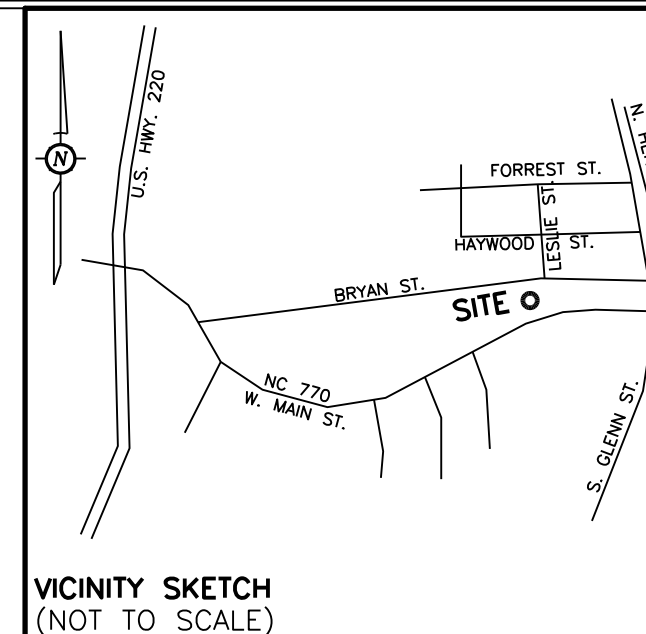 U.S. HWY. 220
N
N.
FORREST ST.
LESLIE ST.
HAYWOOD ST.
BRYAN ST.
SITE
NC 770
W. MAIN ST.
S. GLENN ST.
VICINITY SKETCH
(NOT TO SCALE)